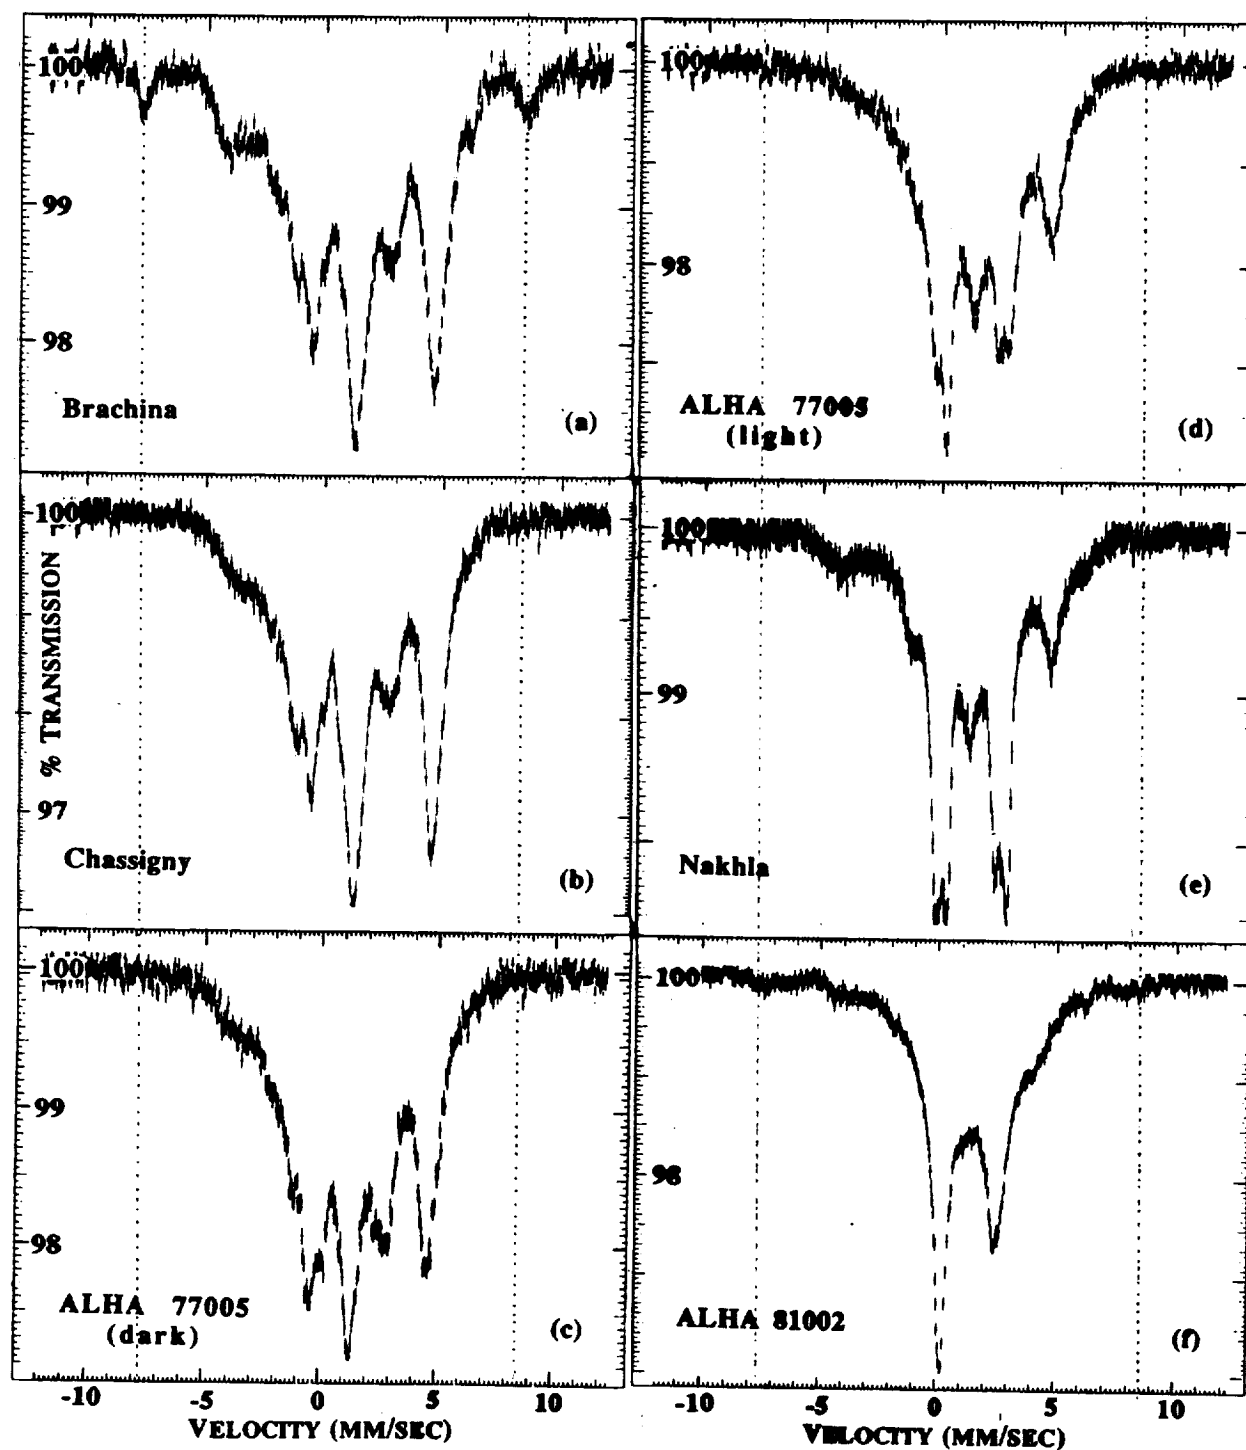 100
99
98
Brachina
(a)
100
98
ALHA 77005
(light)
(d)
100
% TRANSMISSION
97
Chassigny
(b)
100
99
Nakhla
(e)
100
99
98
ALHA 77005
(dark)
(c)
100
98
ALHA 81002
(f)
-10 -5 0 5 10
VELOCITY (MM/SEC)
-10 -5 0 5 10
VELOCITY (MM/SEC)